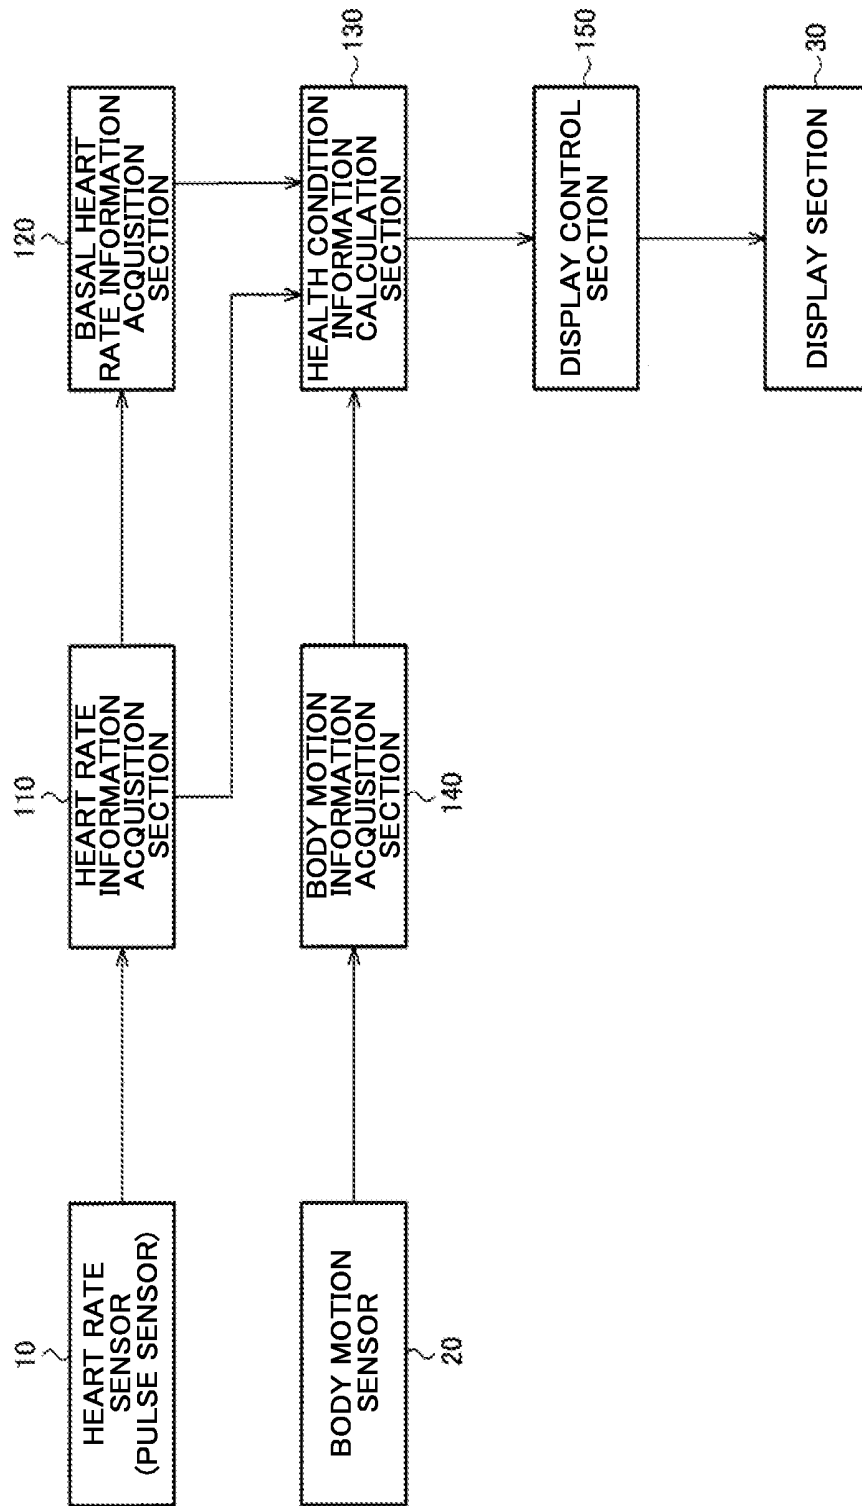 10
HEART RATE
SENSOR
(PULSE SENSOR)
110
HEART RATE
INFORMATION
ACQUISITION
SECTION
120
BASAL HEART
RATE INFORMATION
ACQUISITION
SECTION
BODY MOTION
SENSOR
20
BODY MOTION
INFORMATION
ACQUISITION
SECTION
140
HEALTH CONDITION
INFORMATION
CALCULATION
SECTION
130
DISPLAY CONTROL
SECTION
150
DISPLAY SECTION
30